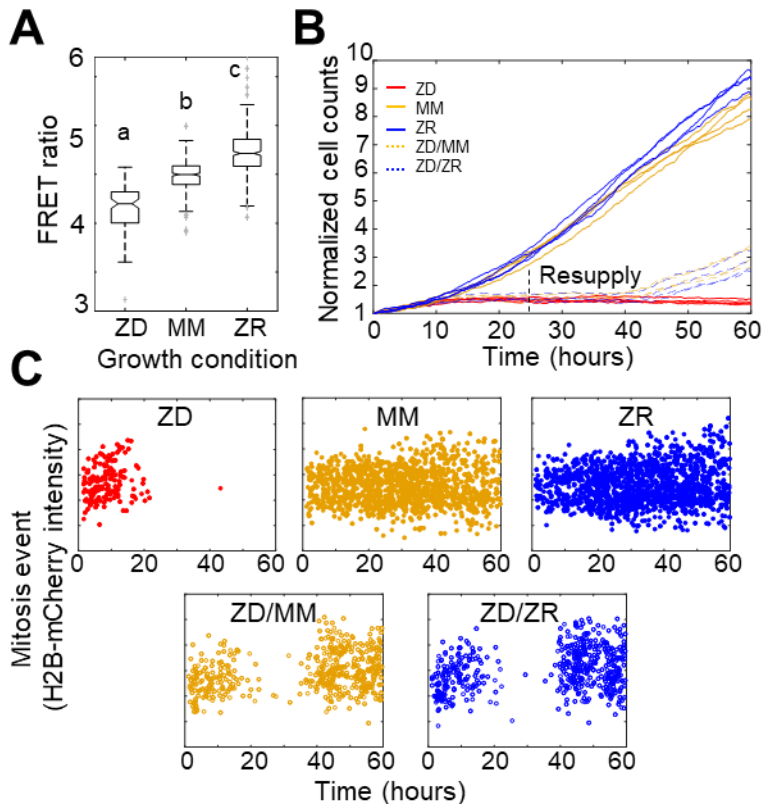 A
FRET ratio
6
5
4
3
a
b
c
ZD
MM
ZR
Growth condition
B
Normalized cell counts
10
9
8
7
6
5
4
3
2
1
ZD
MM
ZR
ZD/MM
ZD/ZR
Resupply
0
10
20
30
40
50
60
Time (hours)
C
Mitosis event
(H2B-mCherry intensity)
ZD
MM
ZR
0
20
40
60
0
20
40
60
0
20
40
60
ZD/MM
ZD/ZR
0
20
40
60
0
20
40
60
Time (hours)